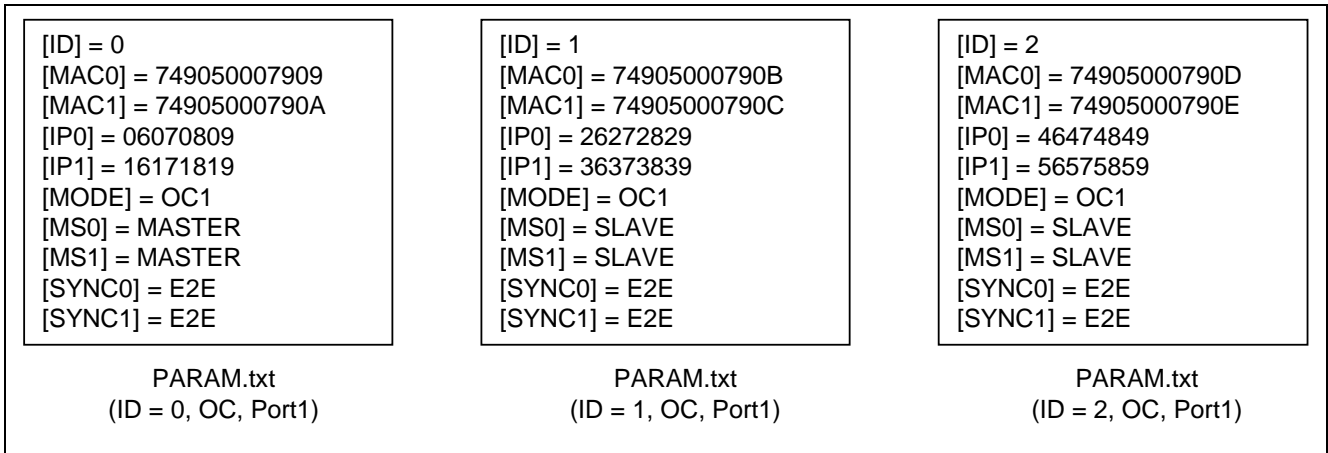 [ID] = 0
[MAC0] = 749050007909
[MAC1] = 74905000790A
[IP0] = 06070809
[IP1] = 16171819
[MODE] = OC1
[MS0] = MASTER
[MS1] = MASTER
[SYNC0] = E2E
[SYNC1] = E2E
PARAM.txt
(ID = 0, OC, Port1)
[ID] = 1
[MAC0] = 74905000790B
[MAC1] = 74905000790C
[IP0] = 26272829
[IP1] = 36373839
[MODE] = OC1
[MS0] = SLAVE
[MS1] = SLAVE
[SYNC0] = E2E
[SYNC1] = E2E
PARAM.txt
(ID = 1, OC, Port1)
[ID] = 2
[MAC0] = 74905000790D
[MAC1] = 74905000790E
[IP0] = 46474849
[IP1] = 56575859
[MODE] = OC1
[MS0] = SLAVE
[MS1] = SLAVE
[SYNC0] = E2E
[SYNC1] = E2E
PARAM.txt
(ID = 2, OC, Port1)